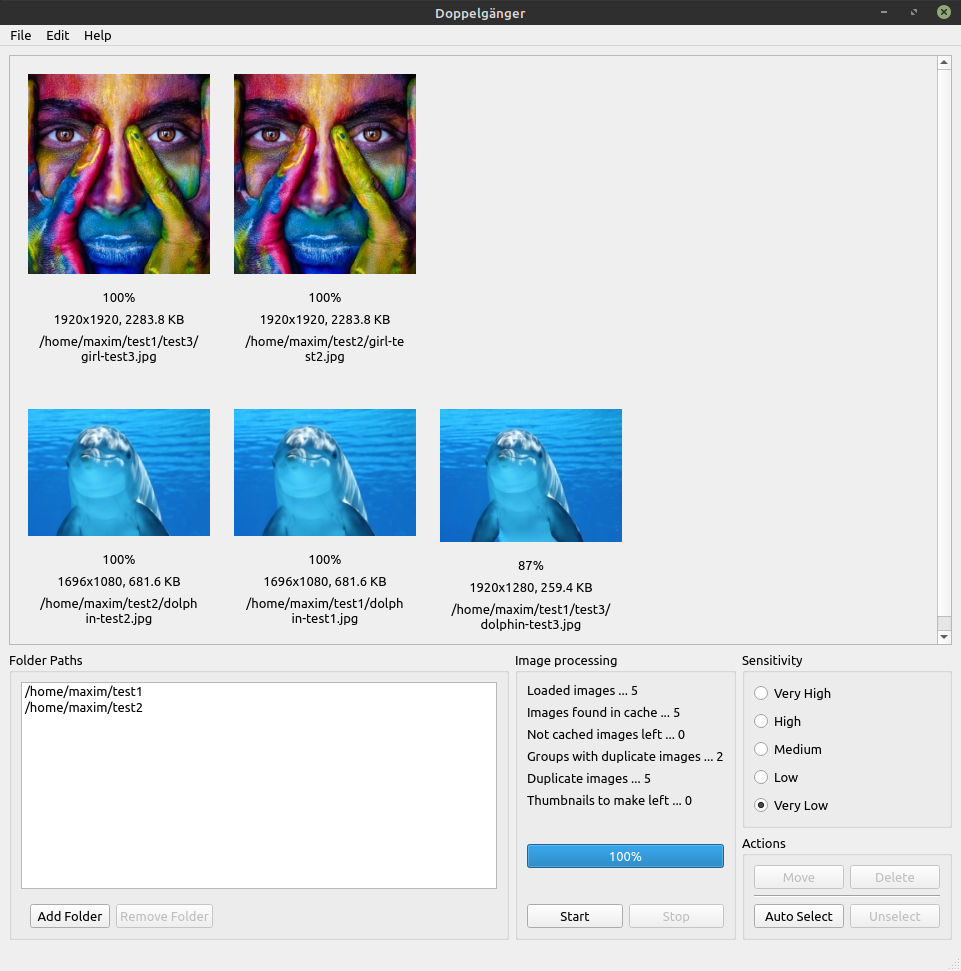 Doppelgänger
File Edit Help
100% 100%
1920x1920, 2283.8 KB 1920x1920, 2283.8 KB
/home/maxim/test1/test3/ /home/maxim/test2/girl-te
girl-test3.jpg st2.jpg
100% 100% 87%
1696x1080, 681.6 KB 1696x1080, 681.6 KB 1920x1280, 259.4 KB
/home/maxim/test2/dolph /home/maxim/test1/dolph /home/maxim/test1/test3/
in-test2.jpg in-test1.jpg dolphin-test3.jpg
Folder Paths
/home/maxim/test1
/home/maxim/test2
Add Folder Remove Folder
Image processing
Loaded images ... 5
Images found in cache ... 5
Not cached images left ... 0
Groups with duplicate images ... 2
Duplicate images ... 5
Thumbnails to make left ... 0
100%
Start Stop
Sensitivity
Very High
High
Medium
Low
Very Low
Actions
Move Delete
Auto Select Unselect